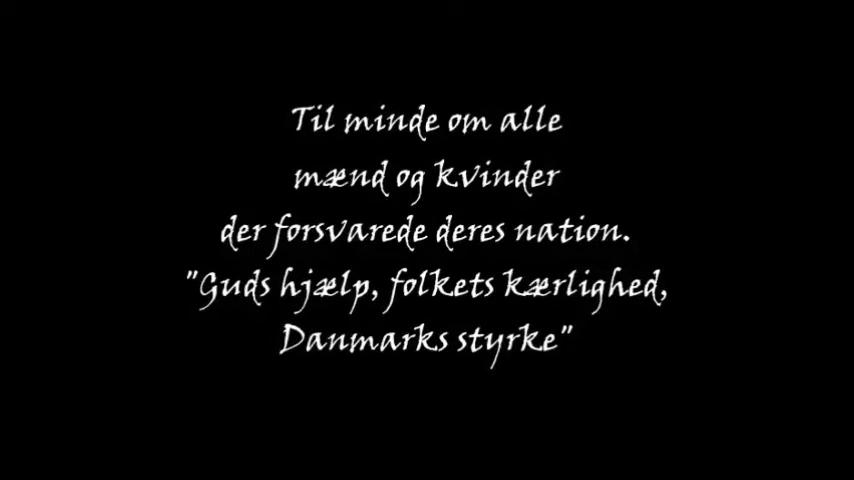 Til minde om alle
mænd og kvinder
der forsvarede deres nation.
"Guds hjælp, folkets kærlighed,
Danmarks styrke"